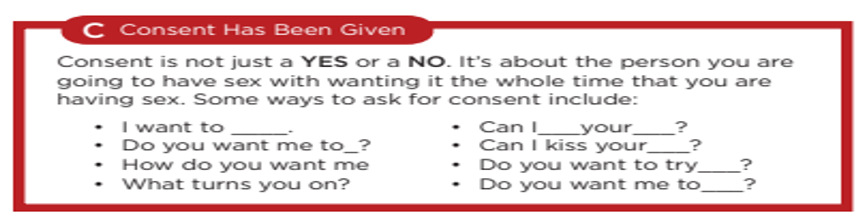 C Consent Has Been Given
Consent is not just a YES or a NO. It's about the person you are
going to have sex with wanting it the whole time that you are
having sex. Some ways to ask for consent include:
• I want to _____.
• Do you want me to_?
• How do you want me
• What turns you on?
• Can I____your____?
• Can I kiss your____?
• Do you want to try____?
• Do you want me to____?